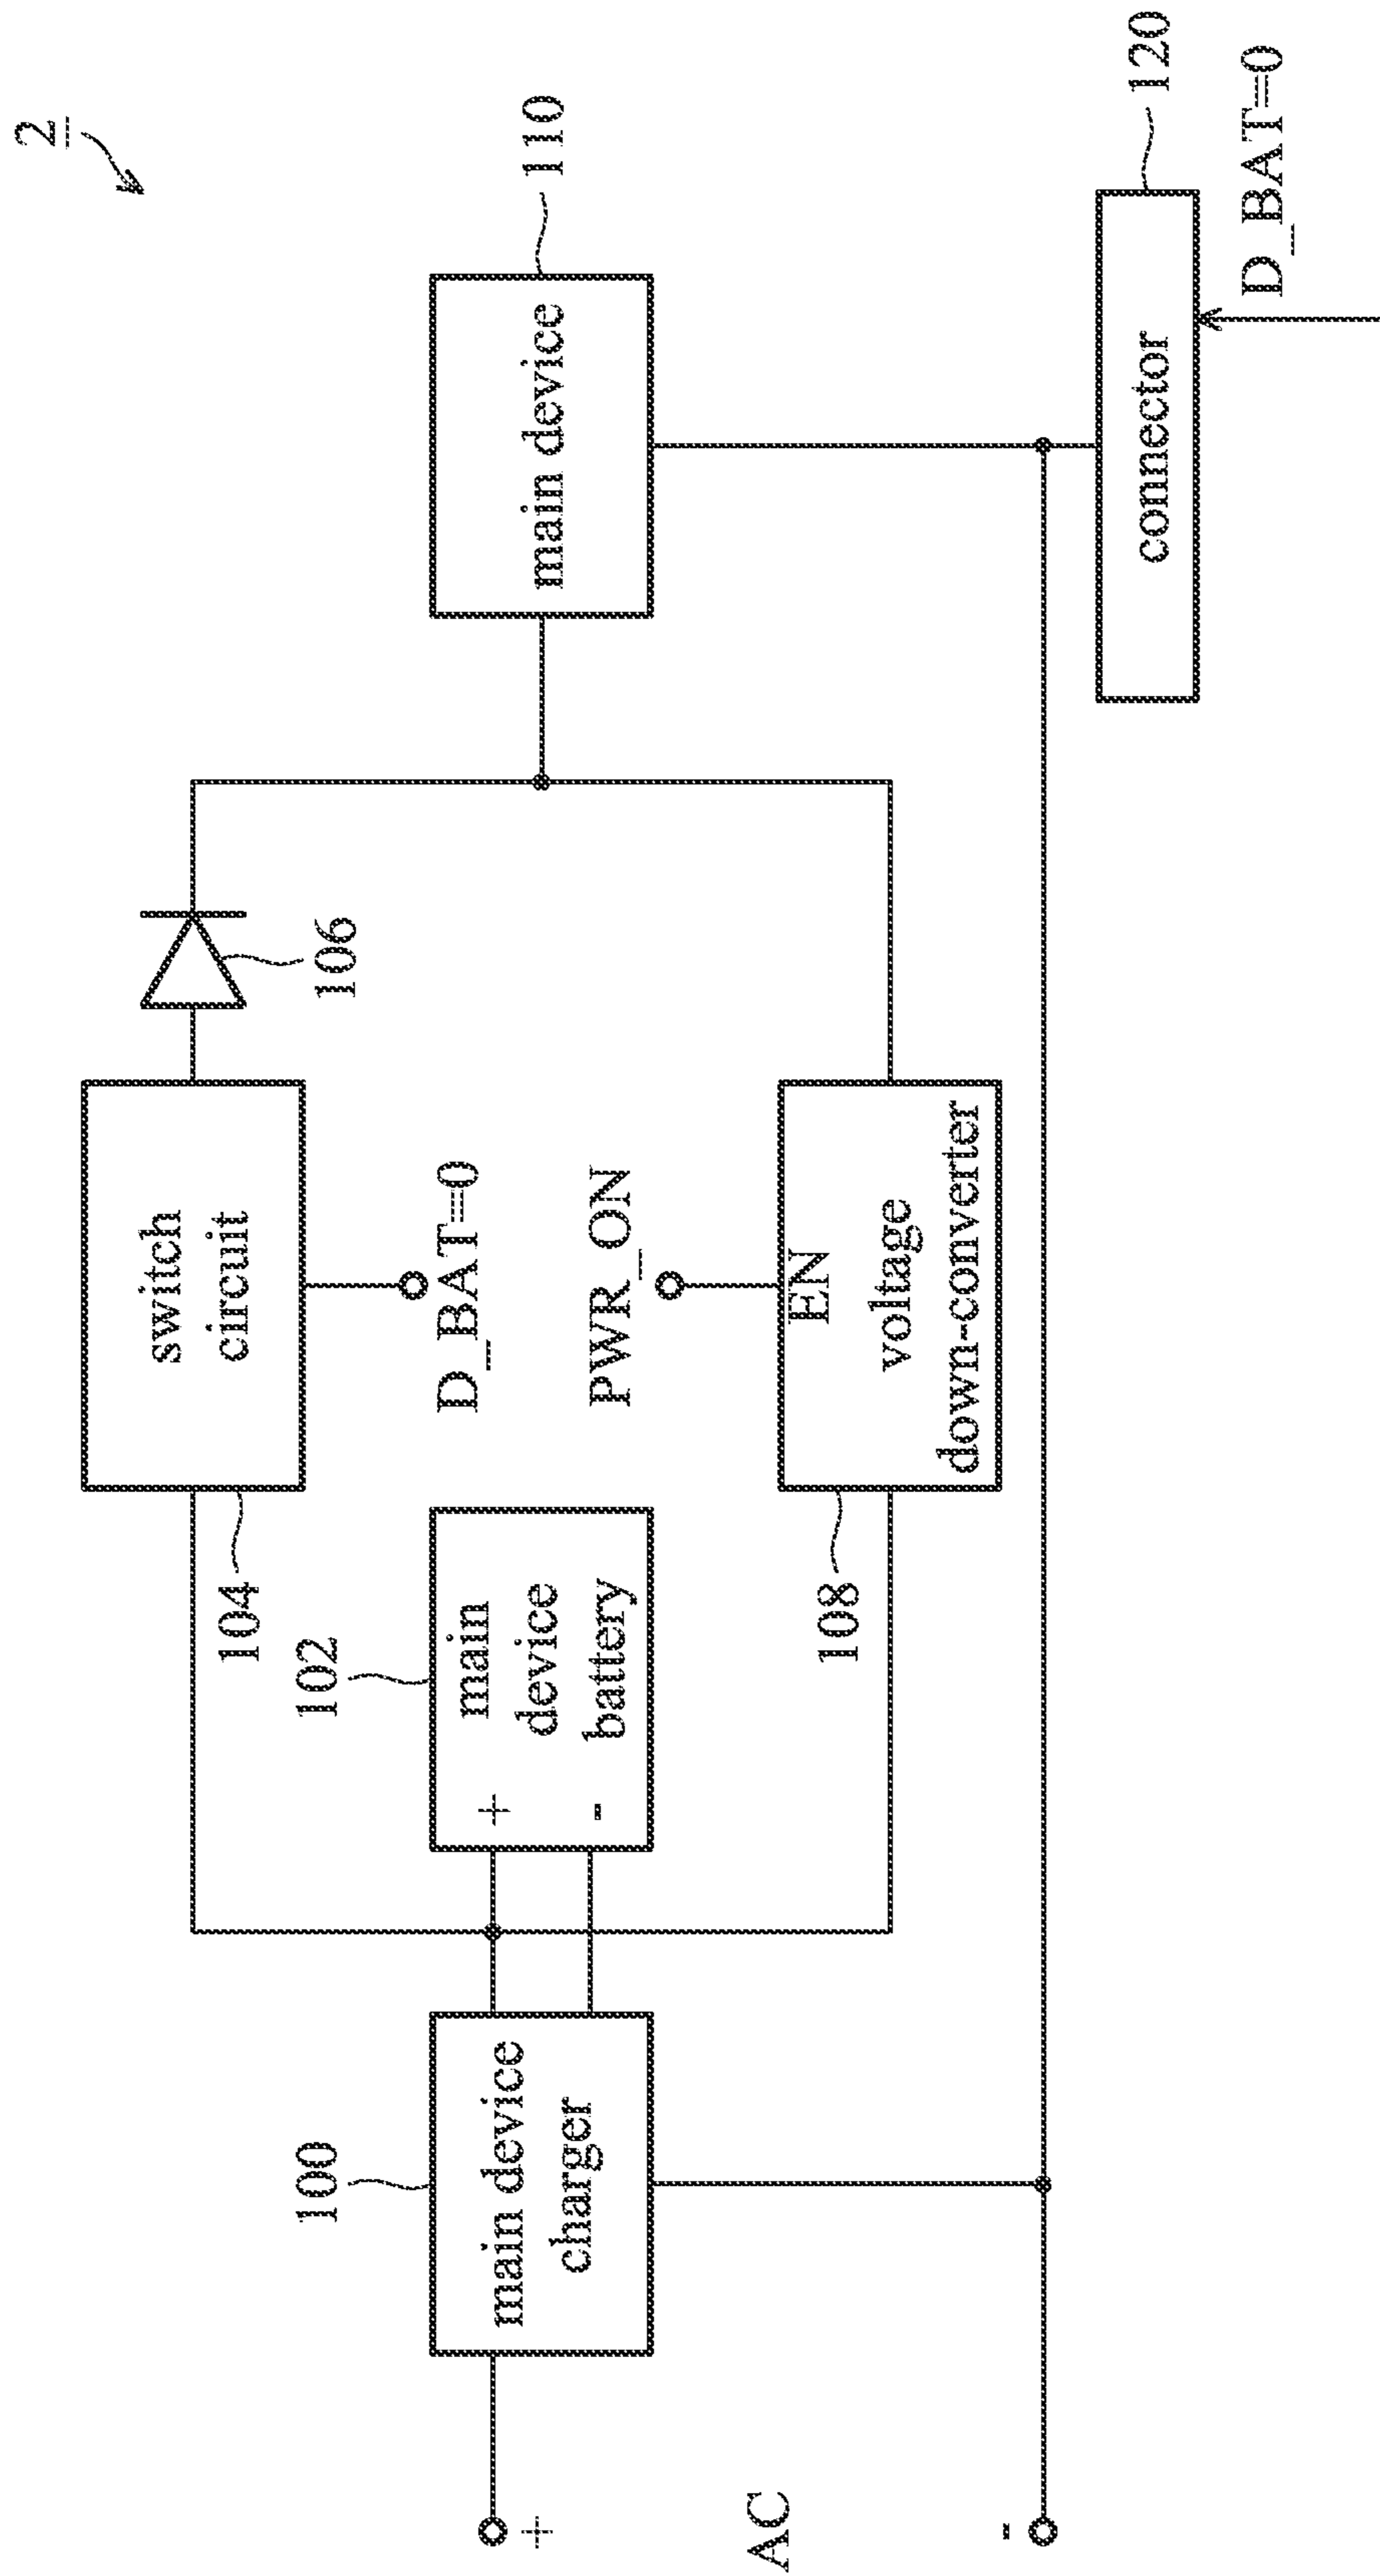 2
switch
circuit
104
106
D_BAT=0
100
main device
charger
102
main
device
battery
+
-
main device
110
PWR_ON
EN
voltage
down-converter
108
+
AC
-
connector
120
D_BAT=0